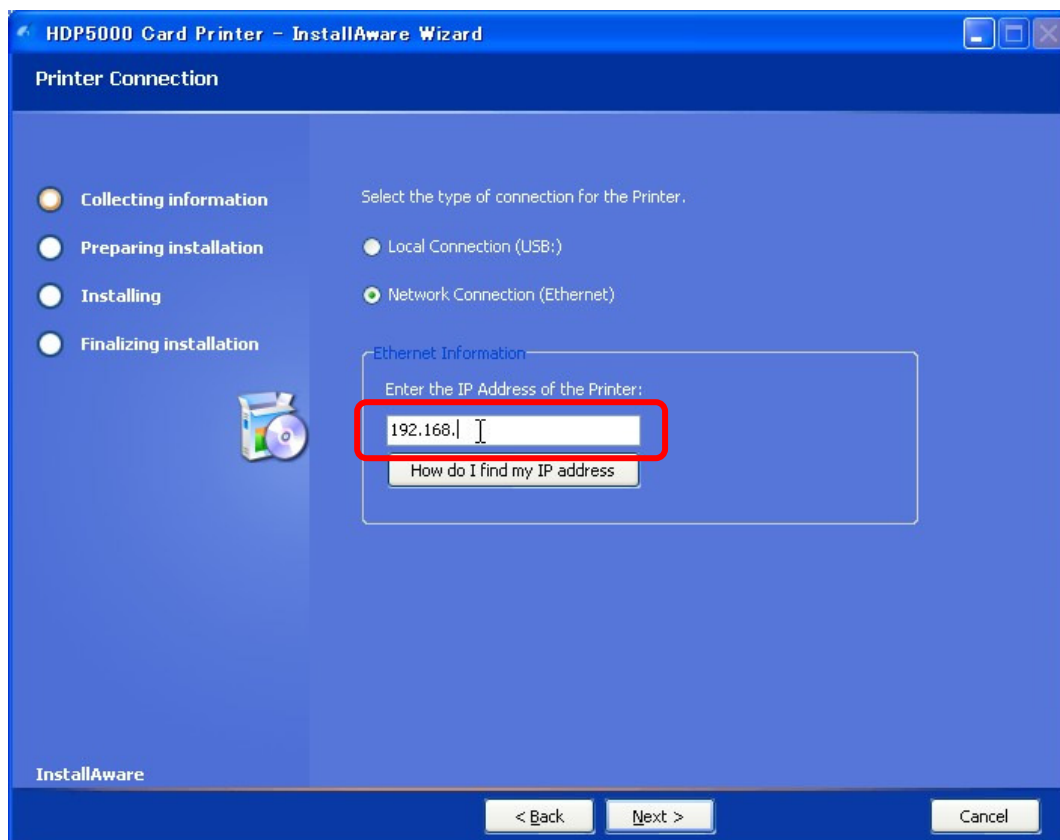 HDP5000 Card Printer - InstallAware Wizard
Printer Connection
Collecting information
Preparing installation
Installing
Finalizing installation
Select the type of connection for the Printer.
Local Connection (USB:)
Network Connection (Ethernet)
Ethernet Information
Enter the IP Address of the Printer:
192.168.
How do I find my IP address
InstallAware
< Back
Next >
Cancel